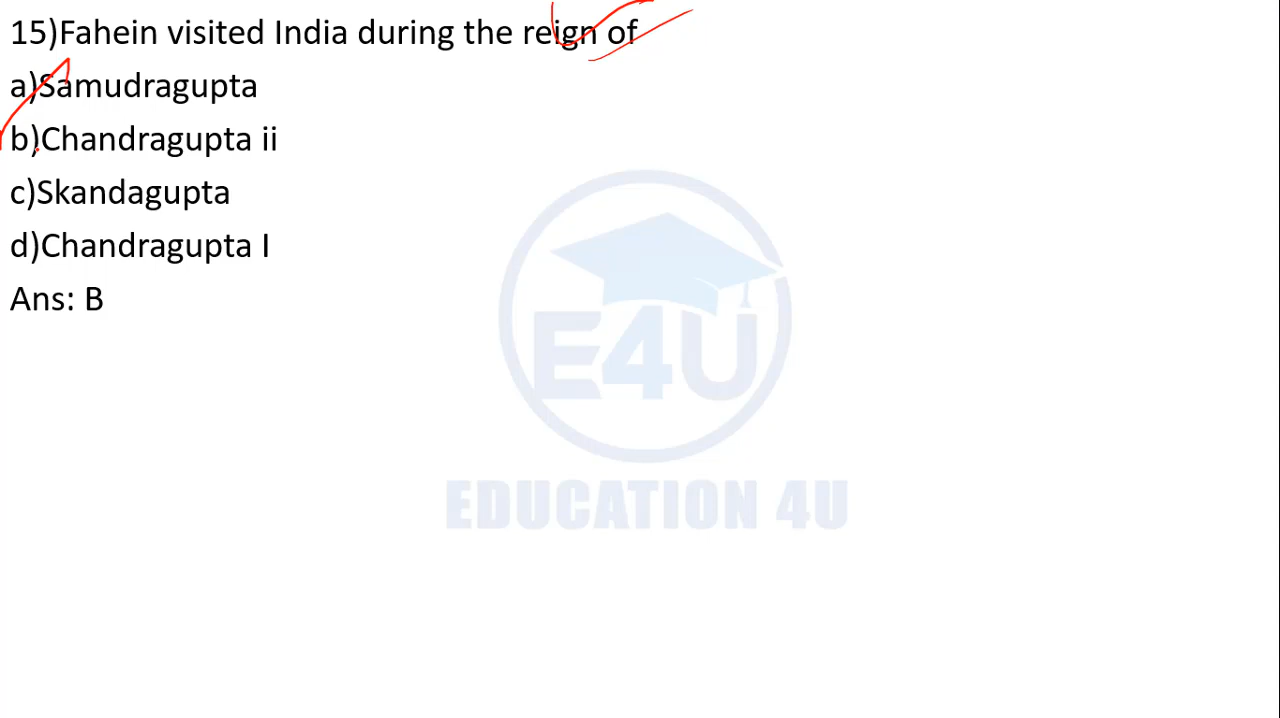 15)Fahein visited India during the reign of
a)Samudragupta
b)Chandragupta ii
c)Skandagupta
d)Chandragupta I
Ans: B
E4U
EDUCATION 4U